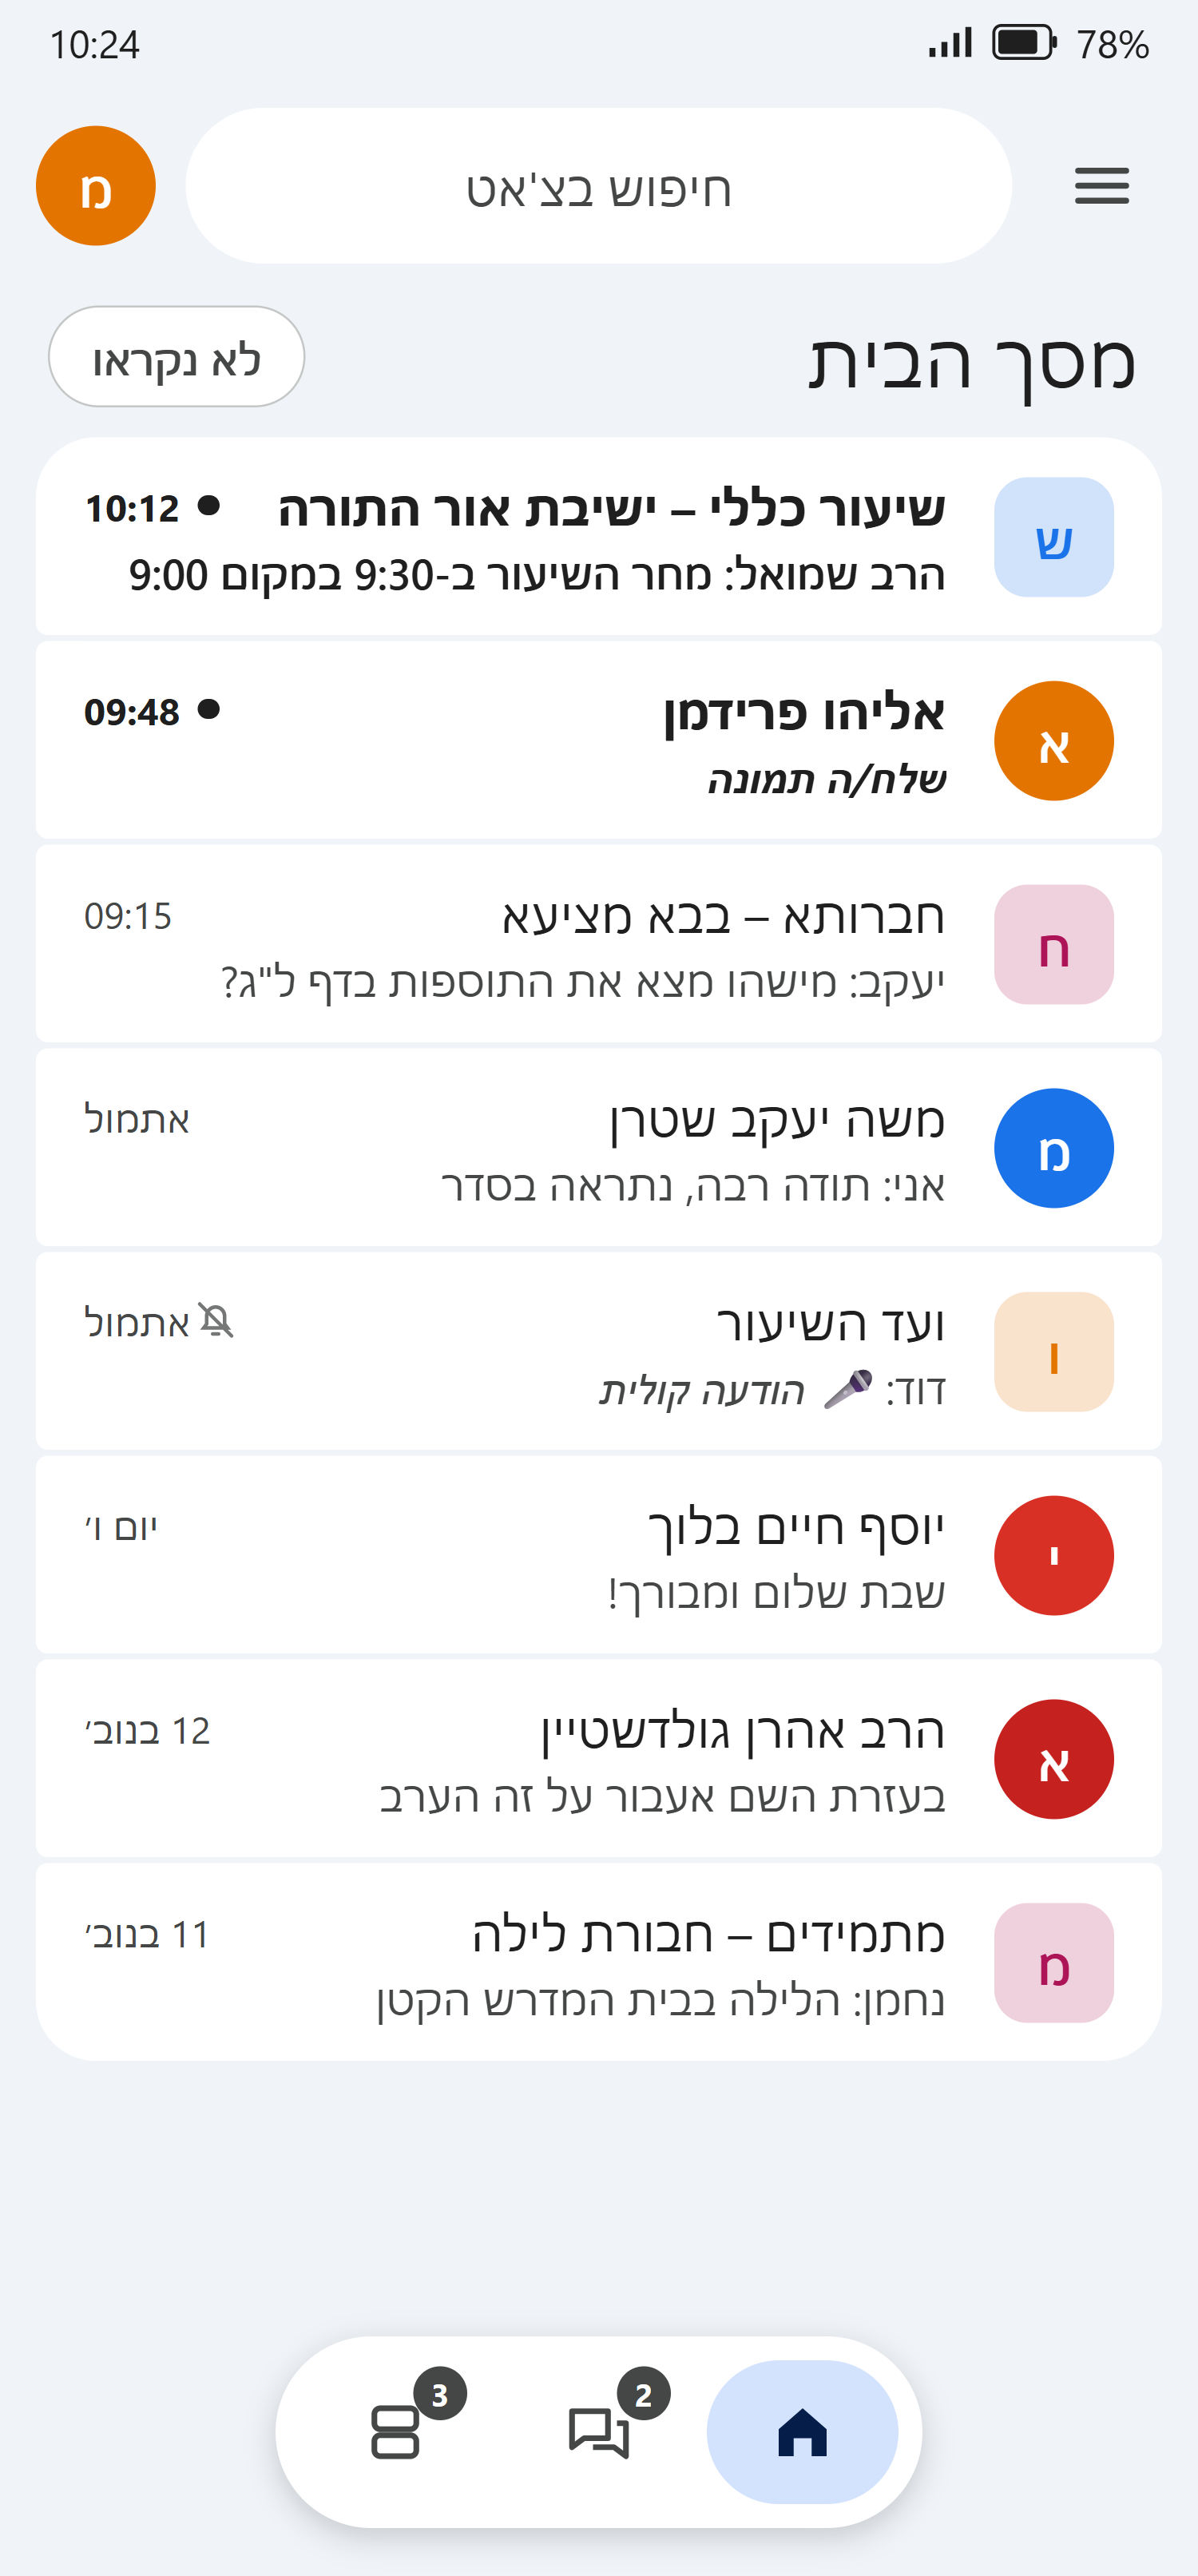 10:24
78%
מ
חיפוש בצ'אט
מסך הבית
לא נקראו
ש
שיעור כללי – ישיבת אור התורה
10:12
הרב שמואל: מחר השיעור ב-9:30 במקום 9:00
א
אליהו פרידמן
09:48
שלח/ה תמונה
ח
חברותא – בבא מציעא
09:15
יעקב: מישהו מצא את התוספות בדף ל"ג?
מ
משה יעקב שטרן
אתמול
אני: תודה רבה, נתראה בסדר
ו
ועד השיעור
אתמול
דוד: 🎤 הודעה קולית
י
יוסף חיים בלוך
יום ו׳
שבת שלום ומבורך!
א
הרב אהרן גולדשטיין
12 בנוב׳
בעזרת השם אעבור על זה הערב
מ
מתמידים – חבורת לילה
11 בנוב׳
נחמן: הלילה בבית המדרש הקטן
2
3